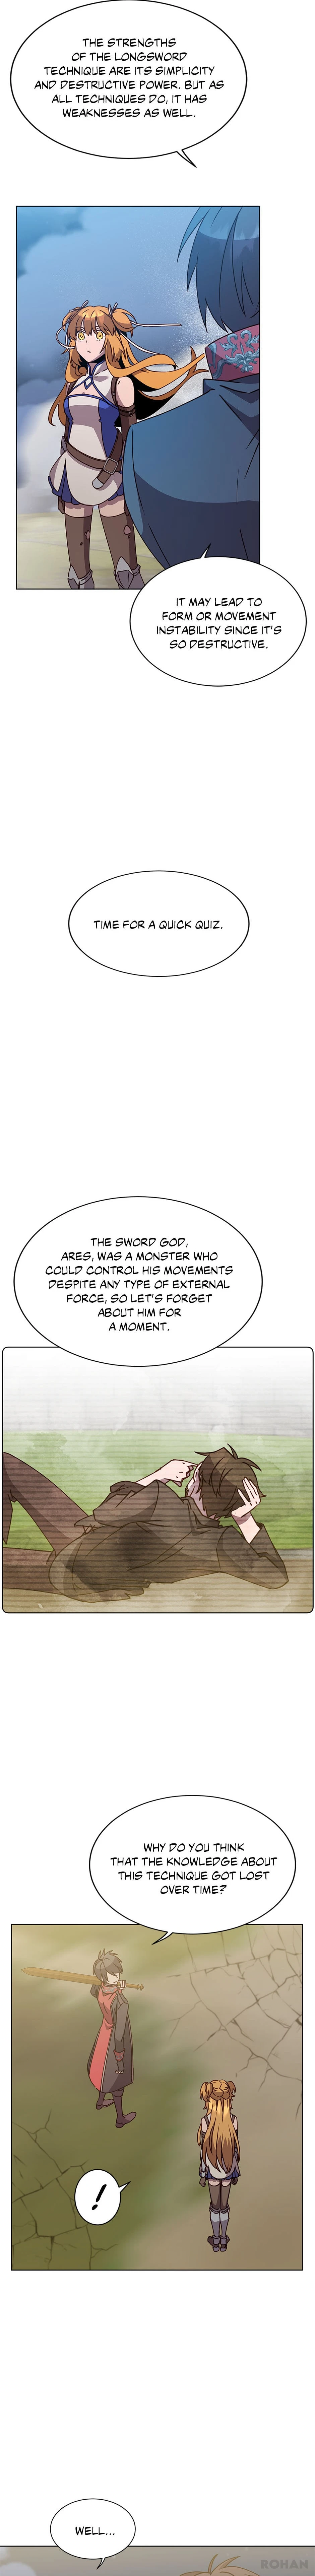 THE STRENGTHS
OF THE LONGSWORD
TECHNIQUE ARE ITS SIMPLICITY
AND DESTRUCTIVE POWER. BUT AS
ALL TECHNIQUES DO, IT HAS
WEAKNESSES AS WELL.
IT MAY LEAD TO
FORM OR MOVEMENT
INSTABILITY SINCE IT'S
SO DESTRUCTIVE.
TIME FOR A QUICK QUIZ.
THE SWORD GOD,
ARES, WAS A MONSTER WHO
COULD CONTROL HIS MOVEMENTS
DESPITE ANY TYPE OF EXTERNAL
FORCE, SO LET'S FORGET
ABOUT HIM FOR
A MOMENT.
WHY DO YOU THINK
THAT THE KNOWLEDGE ABOUT
THIS TECHNIQUE GOT LOST
OVER TIME?
!
WELL...
ROHAN